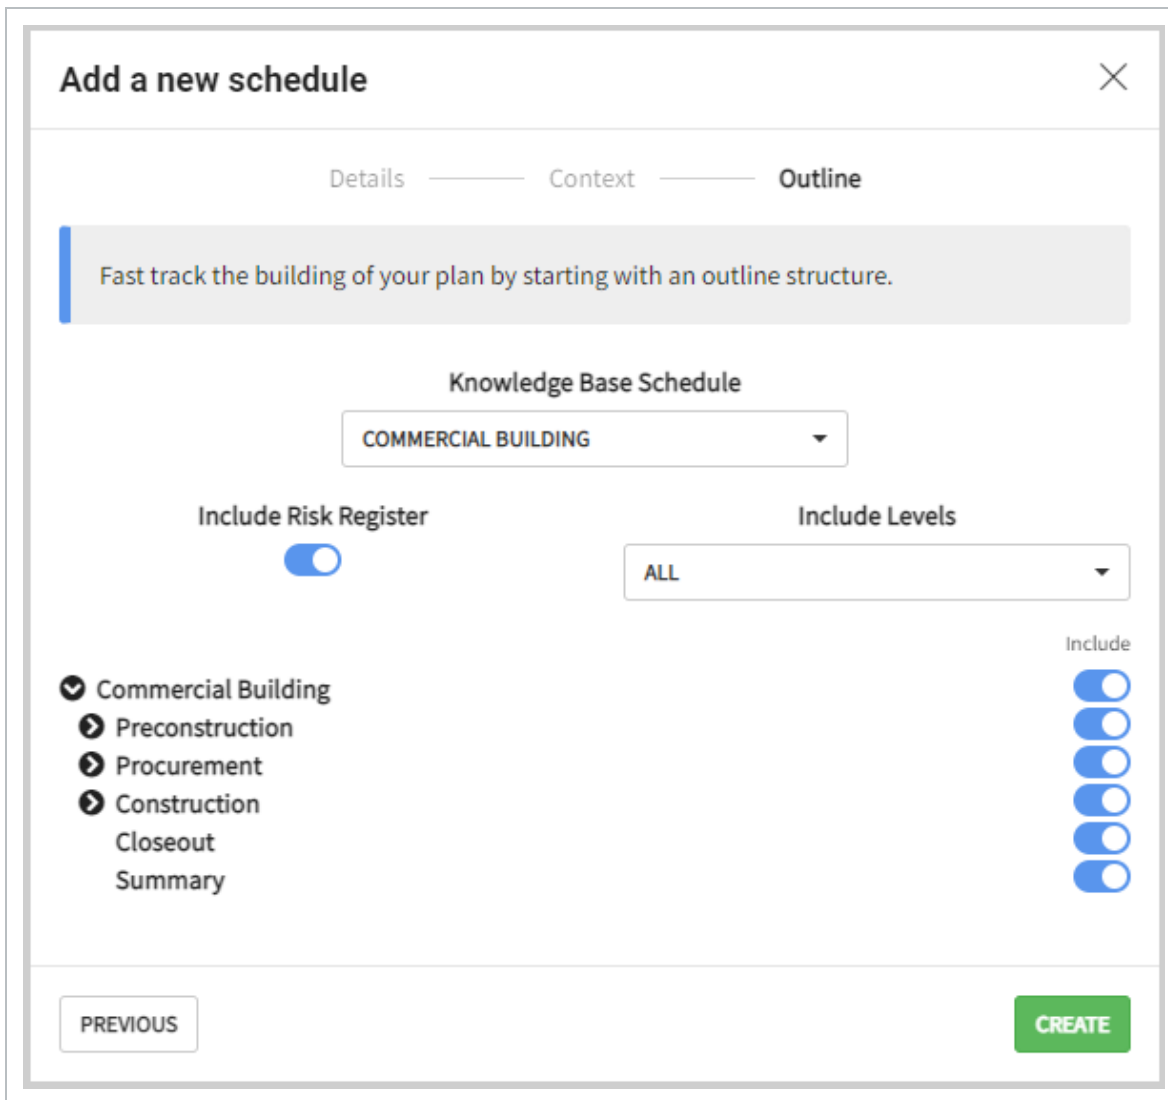 Add a new schedule
Details Context Outline
Fast track the building of your plan by starting with an outline structure.
Knowledge Base Schedule
COMMERCIAL BUILDING
Include Risk Register Include Levels
ALL
Include
Commercial Building
Preconstruction
Procurement
Construction
Closeout
Summary
PREVIOUS CREATE